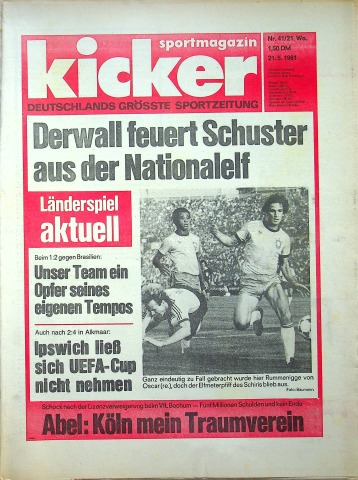 sportmagazin
kicker
DEUTSCHLANDS GRÖSSTE SPORTZEITUNG
Nr. 41/21. Wo.
1,50 DM
21. 5. 1981
Derwall feuert Schuster
aus der Nationalelf
Länderspiel
aktuell
Beim 1:2 gegen Brasilien:
Unser Team ein
Opfer seines
eigenen Tempos
Auch nach 2:4 in Alkmaar:
Ipswich ließ
sich UEFA-Cup
nicht nehmen
Ganz eindeutig zu Fall gebracht wurde hier Rummenigge von
Oscar (re.), doch der Elfmeterpfiff des Schiris blieb aus.
Foto: Baumann
Schock nach der Lizenzverweigerung beim VfL Bochum — Fünf Millionen Schulden und kein Ende
Abel: Köln mein Traumverein